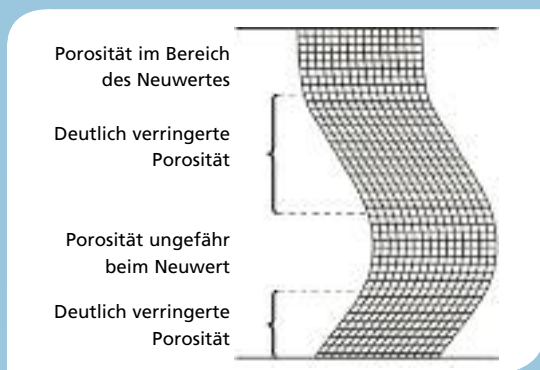 Porosität im Bereich
des Neuwertes
Deutlich verringerte
Porosität
Porosität ungefähr
beim Neuwert
Deutlich verringerte
Porosität